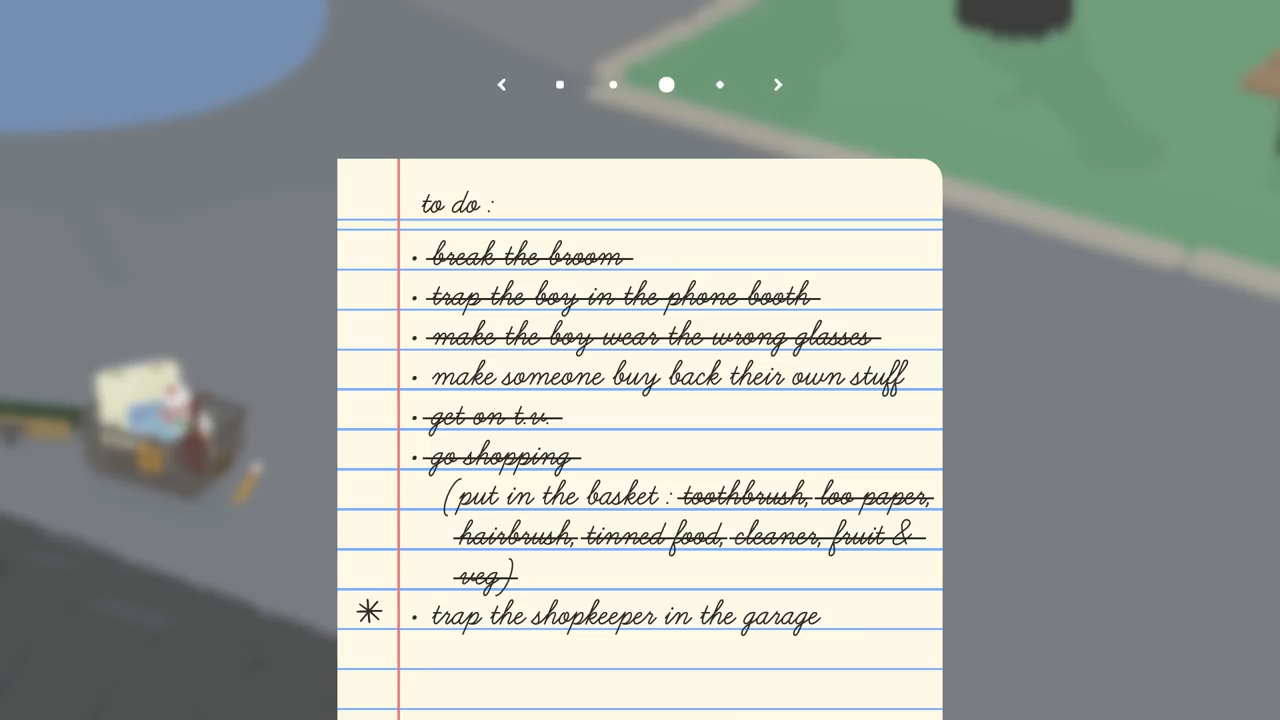 to do :
· break the broom
· trap the boy in the phone booth
· make the boy wear the wrong glasses
· make someone buy back their own stuff
· get on t.v.
· go shopping
(put in the basket : toothbrush, loo paper,
hairbrush, tinned food, cleaner, fruit &
veg)
* · trap the shopkeeper in the garage